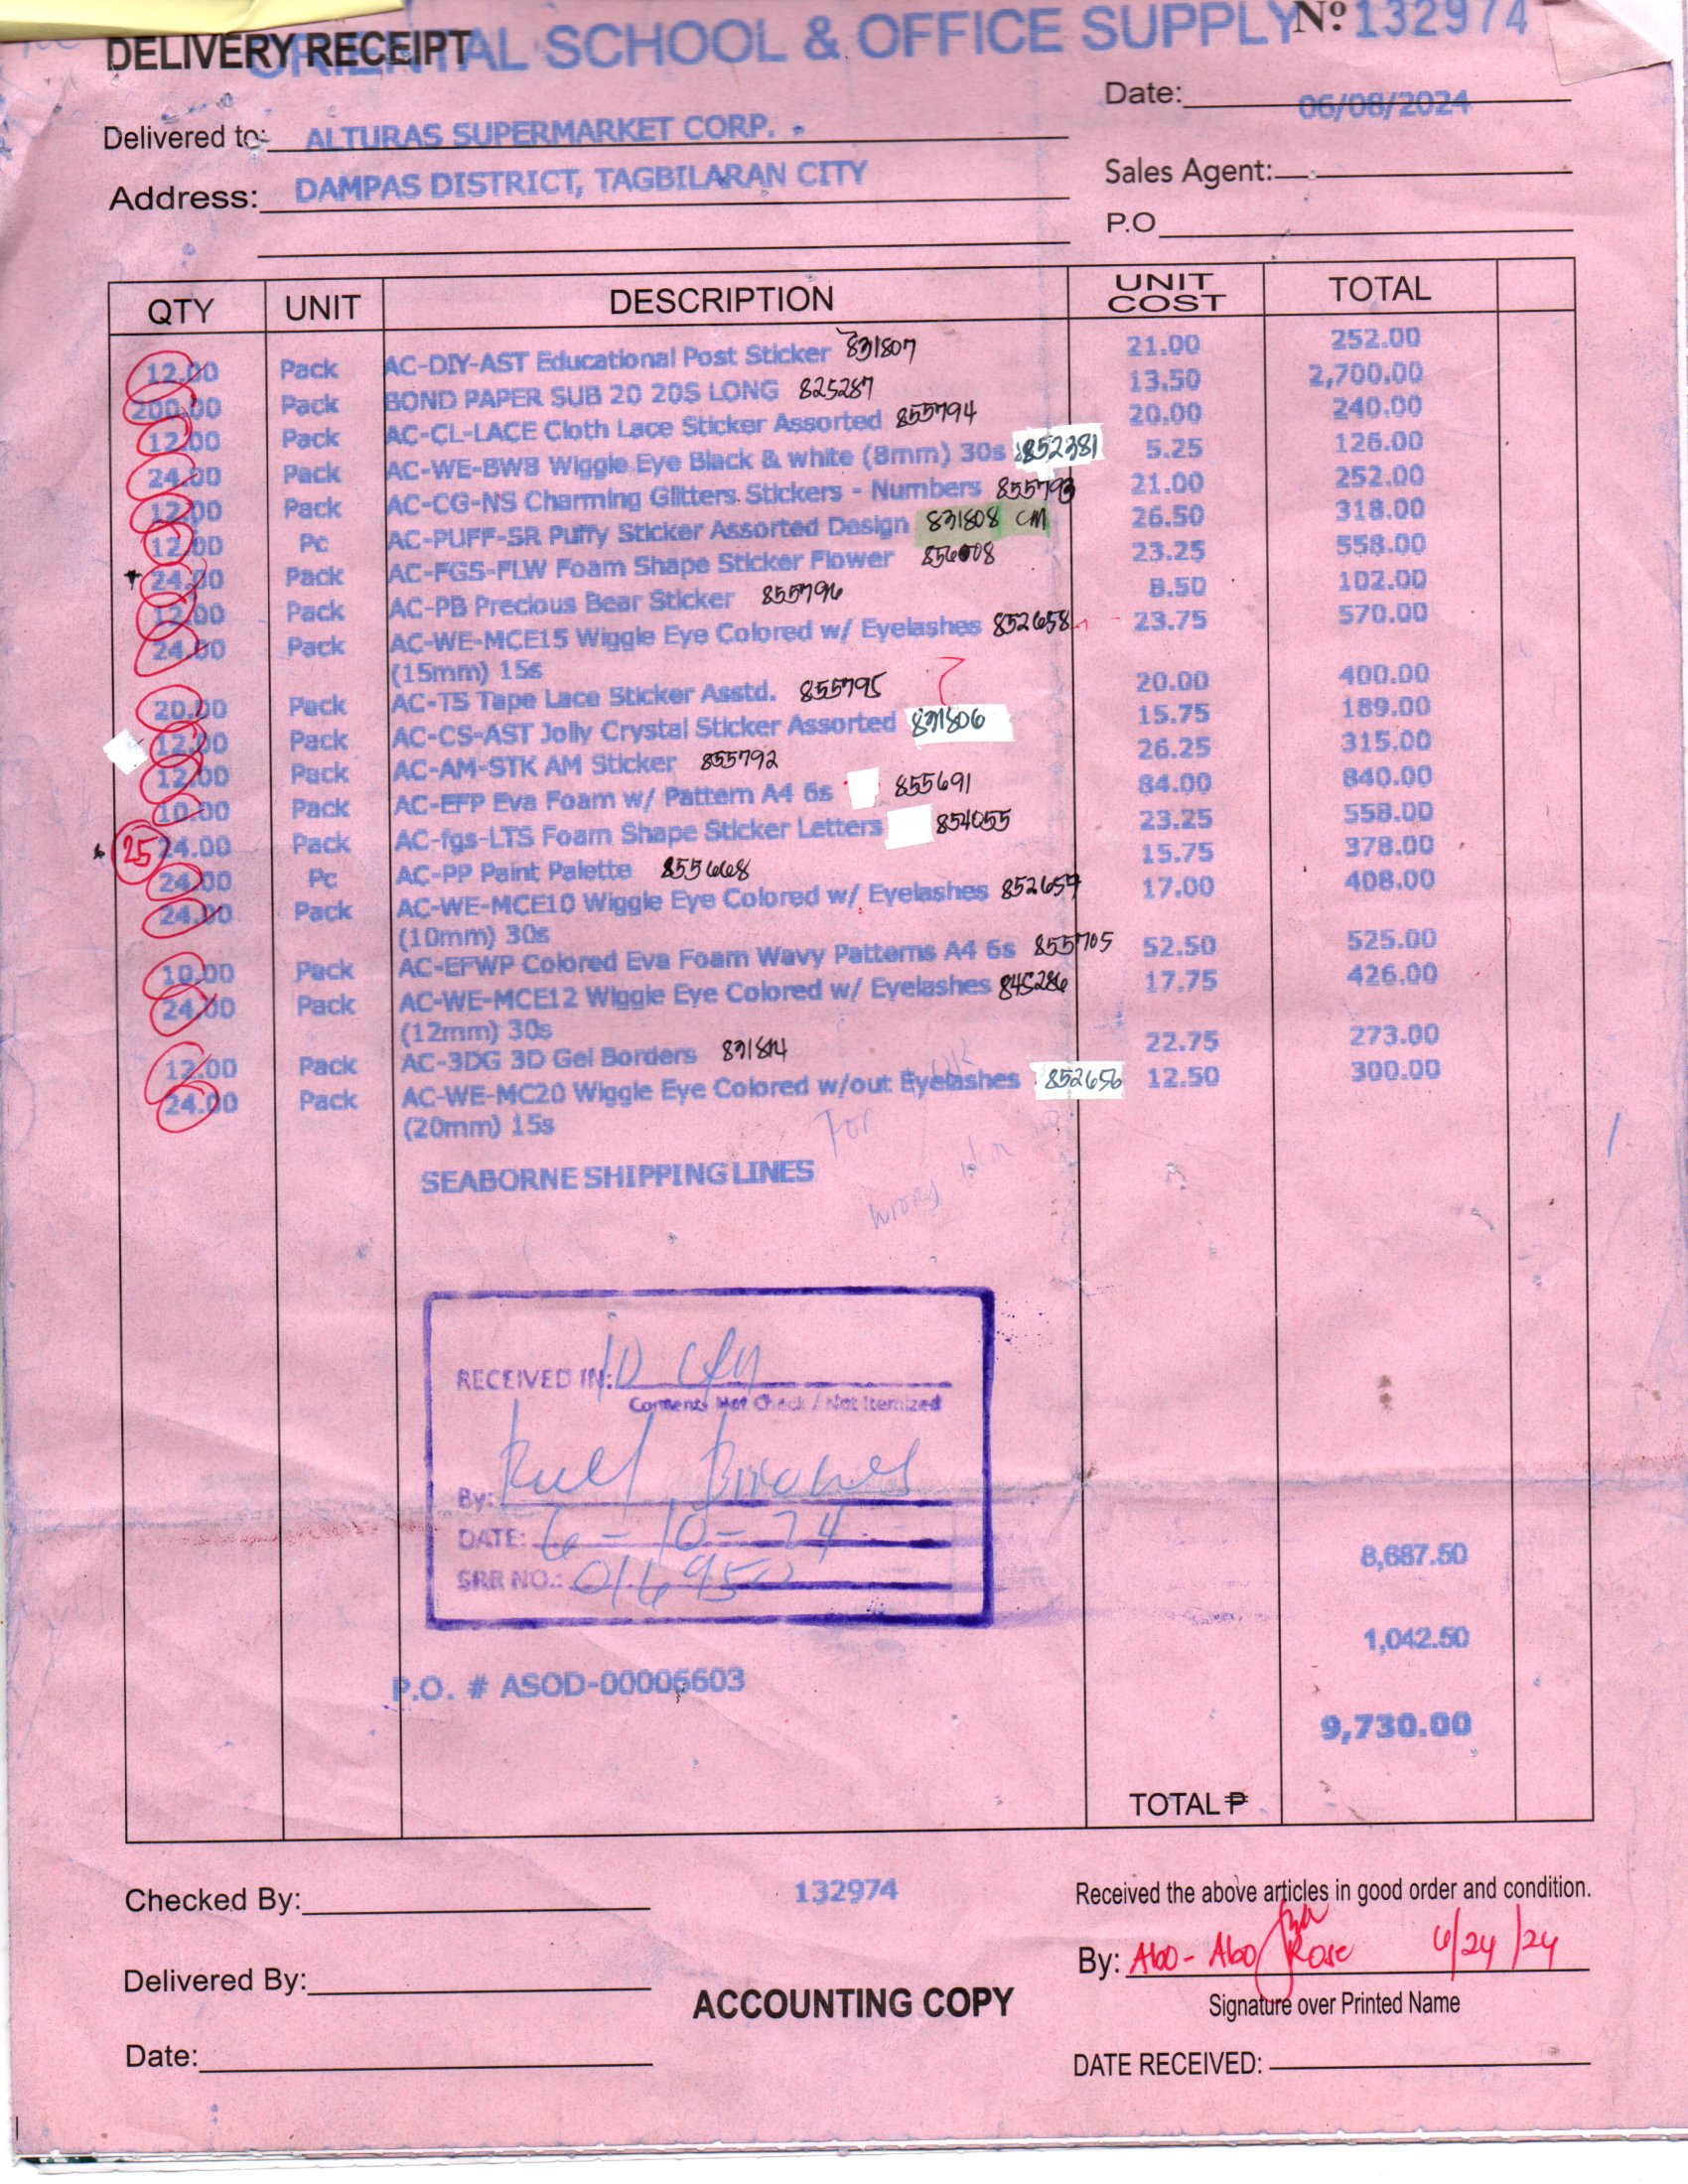 ORIENTAL SCHOOL & OFFICE SUPPLY Nº 132974
DELIVERY RECEIPT
Date: 06/08/2024
Delivered to: ALTURAS SUPERMARKET CORP.
Address: DAMPAS DISTRICT, TAGBILARAN CITY
Sales Agent:
P.O
QTY UNIT DESCRIPTION UNIT COST TOTAL
12.00 Pack AC-DIY-AST Educational Post Sticker 831807 21.00 252.00
200.00 Pack BOND PAPER SUB 20 20S LONG 825287 13.50 2,700.00
12.00 Pack AC-CL-LACE Cloth Lace Sticker Assorted 855794 20.00 240.00
24.00 Pack AC-WE-BWB Wiggle Eye Black & white (8mm) 30s 852381 5.25 126.00
12.00 Pack AC-CG-NS Charming Glitters Stickers - Numbers 855793 21.00 252.00
12.00 Pc AC-PUFF-SR Puffy Sticker Assorted Design 831808 CM 26.50 318.00
24.00 Pack AC-FGS-FLW Foam Shape Sticker Flower 856008 23.25 558.00
12.00 Pack AC-PB Precious Bear Sticker 855796 8.50 102.00
24.00 Pack AC-WE-MCE15 Wiggle Eye Colored w/ Eyelashes 852658 23.75 570.00
(15mm) 15s
20.00 Pack AC-TS Tape Lace Sticker Asstd. 855795 20.00 400.00
12.00 Pack AC-CS-AST Jolly Crystal Sticker Assorted 831806 15.75 189.00
12.00 Pack AC-AM-STK AM Sticker 855792 26.25 315.00
10.00 Pack AC-EFP Eva Foam w/ Pattern A4 6s 855691 84.00 840.00
25 24.00 Pack AC-fgs-LTS Foam Shape Sticker Letters 854055 23.25 558.00
24.00 Pc AC-PP Paint Palette 855668 15.75 378.00
24.00 Pack AC-WE-MCE10 Wiggle Eye Colored w/ Eyelashes 852659 17.00 408.00
(10mm) 30s
10.00 Pack AC-EFWP Colored Eva Foam Wavy Patterns A4 6s 855705 52.50 525.00
24.00 Pack AC-WE-MCE12 Wiggle Eye Colored w/ Eyelashes 845286 17.75 426.00
(12mm) 30s
12.00 Pack AC-3DG 3D Gel Borders 831814 22.75 273.00
24.00 Pack AC-WE-MC20 Wiggle Eye Colored w/out Eyelashes 852656 12.50 300.00
(20mm) 15s
For
SEABORNE SHIPPING LINES
wrong
RECEIVED IN: 10
Contents Not Check / Not Itemized
By:
DATE: 6-10-24
SRR NO.: 016950
8,687.50
1,042.50
P.O. # ASOD-00006603
9,730.00
TOTAL ₱
Checked By:
132974
Received the above articles in good order and condition.
By: Abo-Abo Rose 6/24/24
Signature over Printed Name
Delivered By:
ACCOUNTING COPY
Date:
DATE RECEIVED: